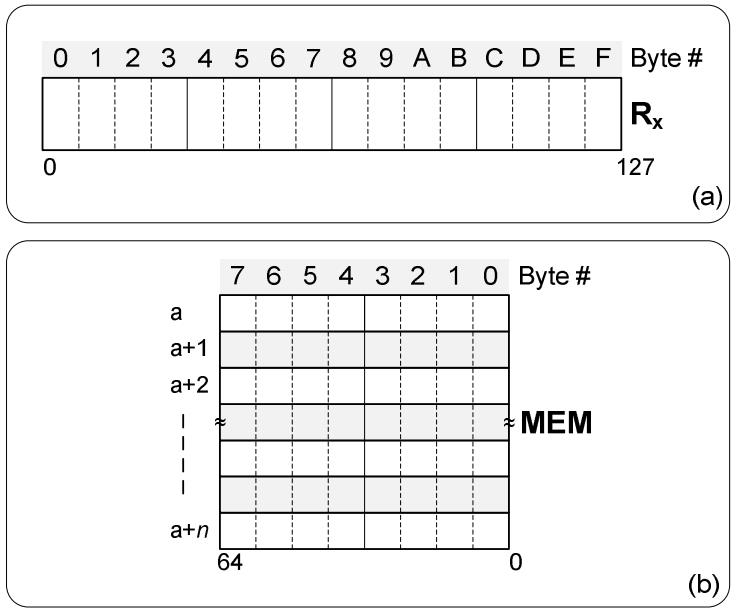 0 1 2 3 4 5 6 7 8 9 A B C D E F Byte #
Rx
0 127
(a)
7 6 5 4 3 2 1 0 Byte #
a
a+1
a+2
≈ ≈ MEM
a+n
64 0
(b)